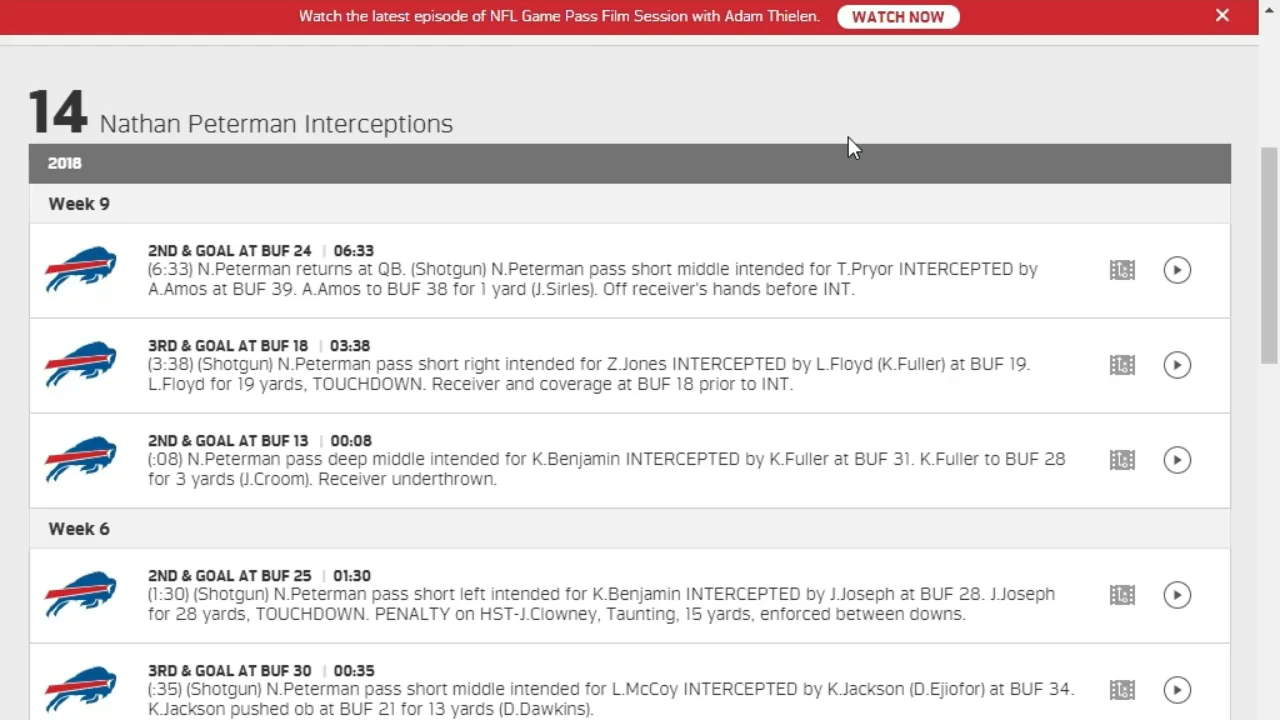 Watch the latest episode of NFL Game Pass Film Session with Adam Thielen. WATCH NOW
14 Nathan Peterman Interceptions
2018
Week 9
2ND & GOAL AT BUF 24 | 06:33
(6:33) N.Peterman returns at QB. (Shotgun) N.Peterman pass short middle intended for T.Pryor INTERCEPTED by
A.Amos at BUF 39. A.Amos to BUF 38 for 1 yard (J.Sirles). Off receiver's hands before INT.
3RD & GOAL AT BUF 18 | 03:38
(3:38) (Shotgun) N.Peterman pass short right intended for Z.Jones INTERCEPTED by L.Floyd (K.Fuller) at BUF 19.
L.Floyd for 19 yards, TOUCHDOWN. Receiver and coverage at BUF 18 prior to INT.
2ND & GOAL AT BUF 13 | 00:08
(:08) N.Peterman pass deep middle intended for K.Benjamin INTERCEPTED by K.Fuller at BUF 31. K.Fuller to BUF 28
for 3 yards (J.Croom). Receiver underthrown.
Week 6
2ND & GOAL AT BUF 25 | 01:30
(1:30) (Shotgun) N.Peterman pass short left intended for K.Benjamin INTERCEPTED by J.Joseph at BUF 28. J.Joseph
for 28 yards, TOUCHDOWN. PENALTY on HST-J.Clowney, Taunting, 15 yards, enforced between downs.
3RD & GOAL AT BUF 30 | 00:35
(:35) (Shotgun) N.Peterman pass short middle intended for L.McCoy INTERCEPTED by K.Jackson (D.Ejiofor) at BUF 34.
K.Jackson pushed ob at BUF 21 for 13 yards (D.Dawkins).